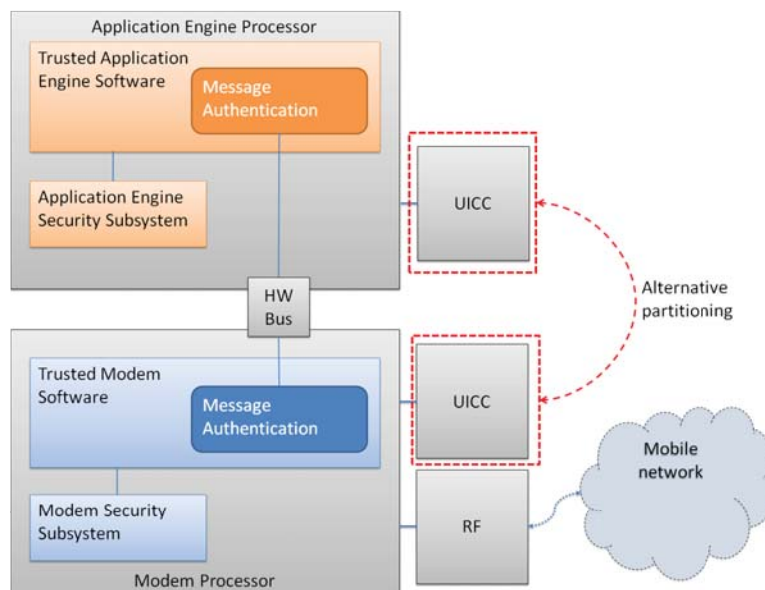 Application Engine Processor
Trusted Application
Engine Software
Message
Authentication
Application Engine
Security Subsystem
UICC
HW
Bus
Alternative
partitioning
Trusted Modem
Software
Message
Authentication
UICC
Mobile
network
Modem Security
Subsystem
RF
Modem Processor